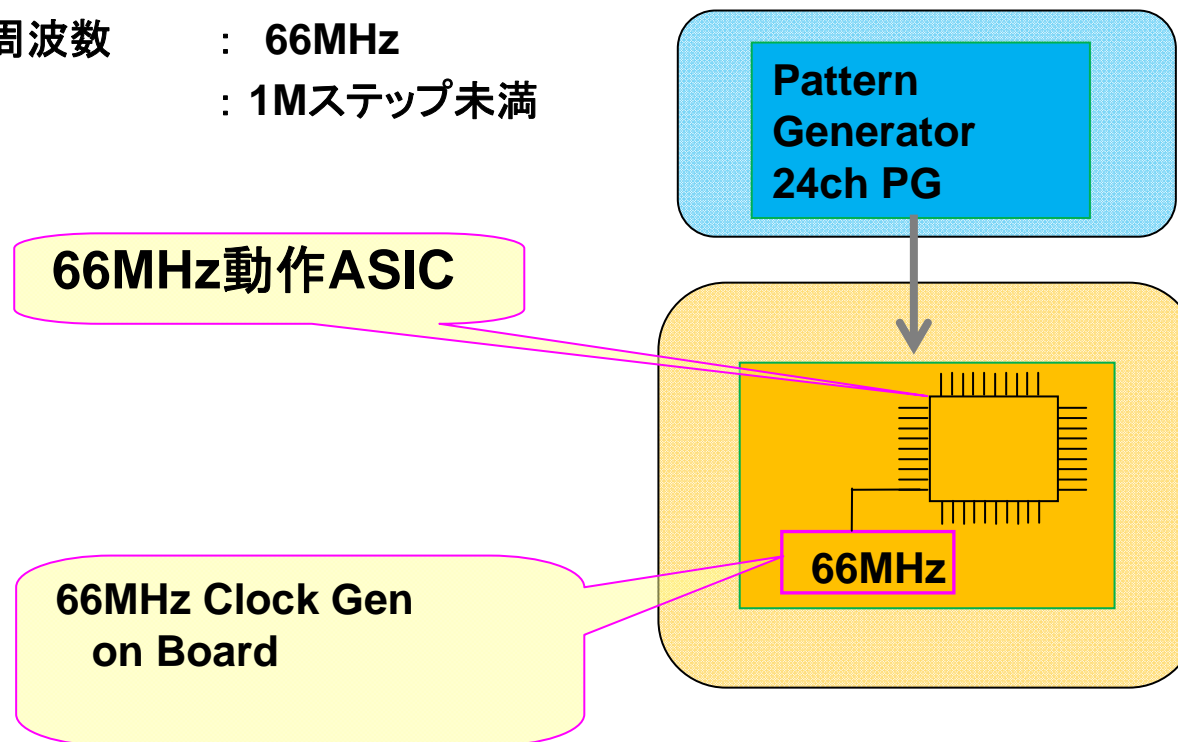 周波数 : 66MHz
: 1Mステップ未満
Pattern
Generator
24ch PG
66MHz動作ASIC
66MHz
66MHz Clock Gen
on Board